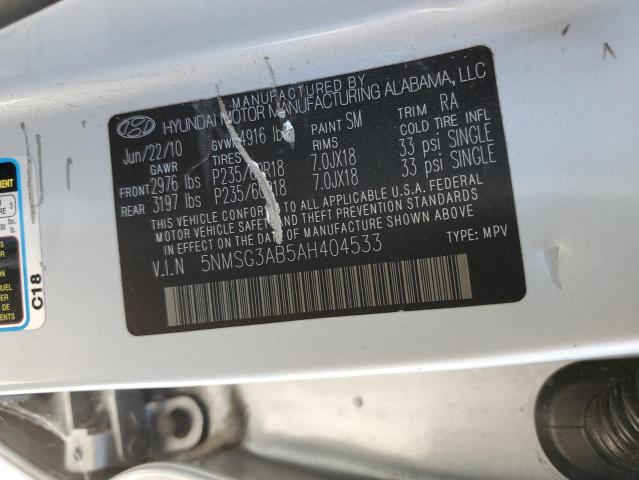 MANUFACTURED BY
HYUNDAI MOTOR MANUFACTURING ALABAMA, LLC
Jun/22/10 GVWR 4916 lbs PAINT SM TRIM RA
GAWR TIRES RIMS COLD TIRE INFL
FRONT 2976 lbs P235/60R18 7.0JX18 33 psi SINGLE
REAR 3197 lbs P235/60R18 7.0JX18 33 psi SINGLE
THIS VEHICLE CONFORMS TO ALL APPLICABLE U.S.A. FEDERAL
MOTOR VEHICLE SAFETY AND THEFT PREVENTION STANDARDS
IN EFFECT ON THE DATE OF MANUFACTURE SHOWN ABOVE.
V.I.N 5NMSG3AB5AH404533 TYPE: MPV
C18